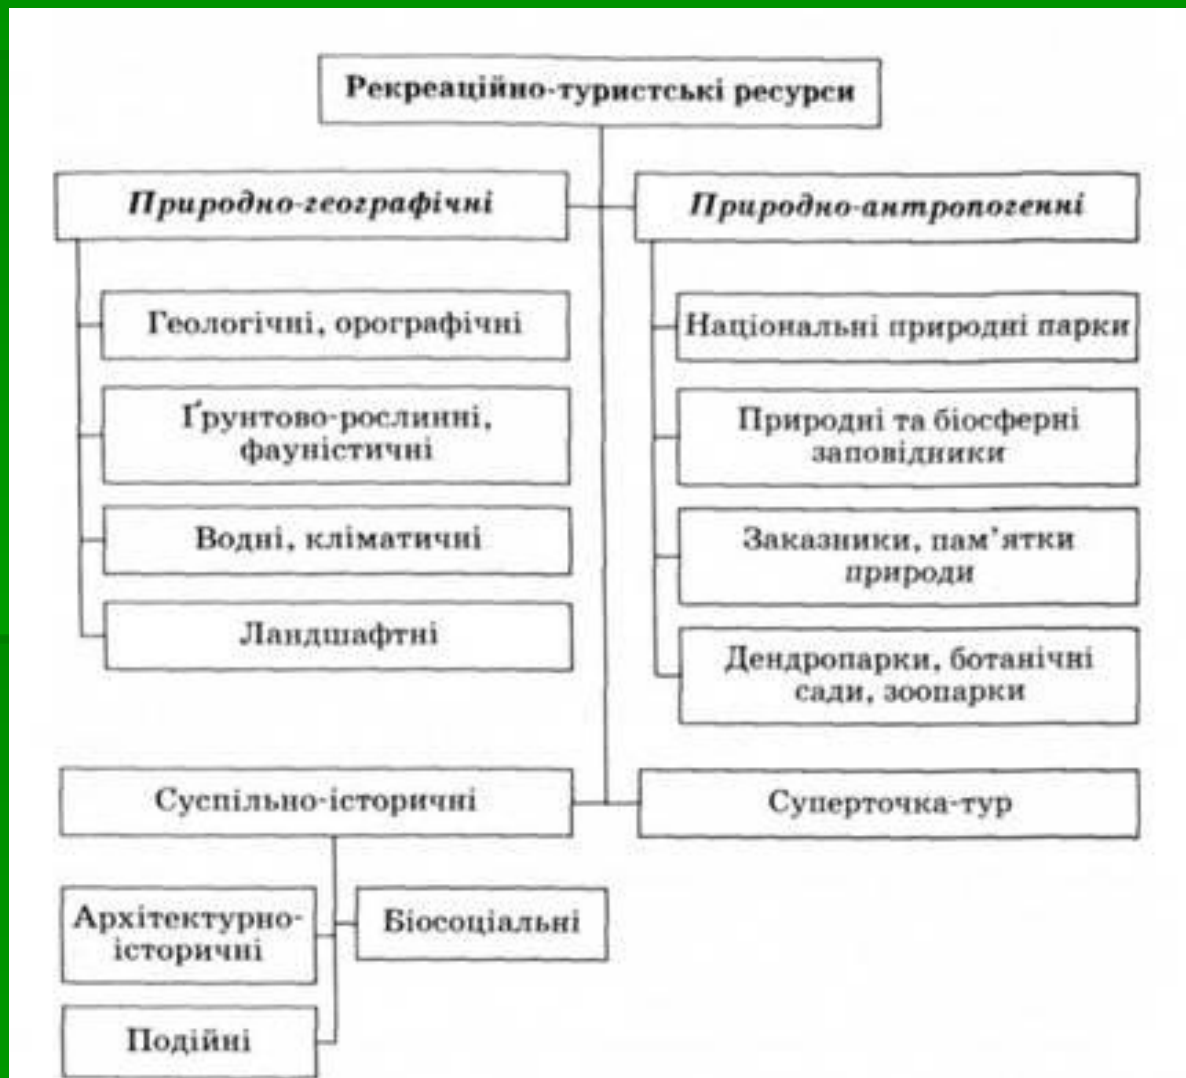 Рекреаційно-туристські ресурси
Природно-географічні
Геологічні, орографічні
Ґрунтово-рослинні,
фауністичні
Водні, кліматичні
Ландшафтні
Природно-антропогенні
Національні природні парки
Природні та біосферні
заповідники
Заказники, пам’ятки
природи
Дендропарки, ботанічні
сади, зоопарки
Суспільно-історичні
Архітектурно-
історичні
Біосоціальні
Подійні
Суперточка-тур